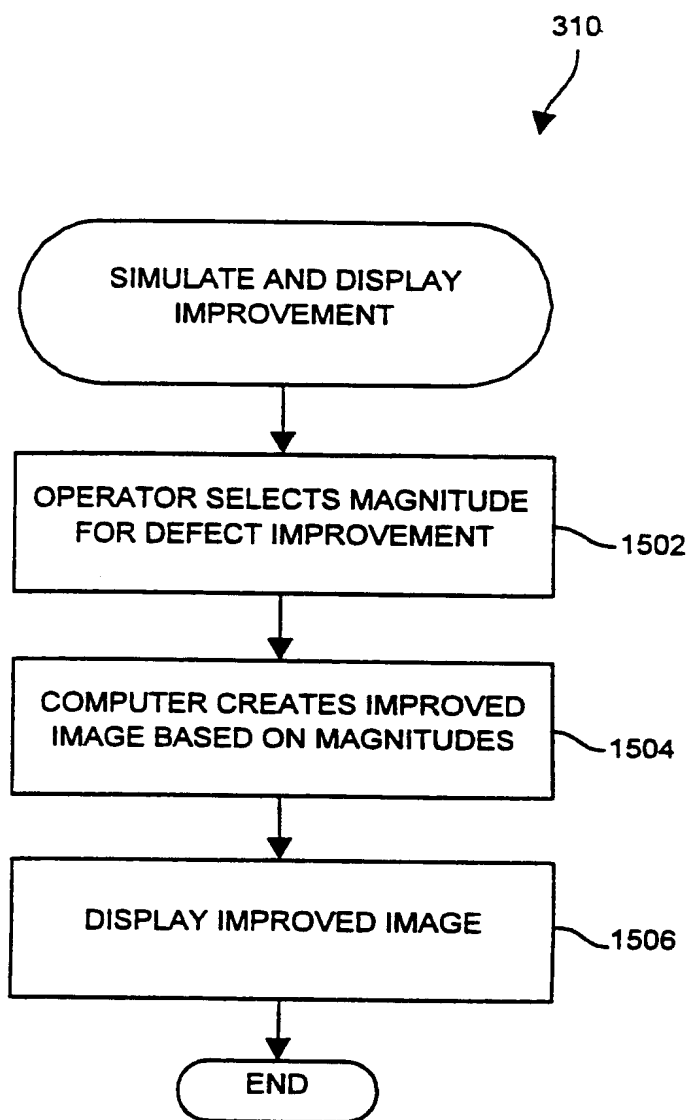 310
SIMULATE AND DISPLAY
IMPROVEMENT
OPERATOR SELECTS MAGNITUDE
FOR DEFECT IMPROVEMENT
1502
COMPUTER CREATES IMPROVED
IMAGE BASED ON MAGNITUDES
1504
DISPLAY IMPROVED IMAGE
1506
END